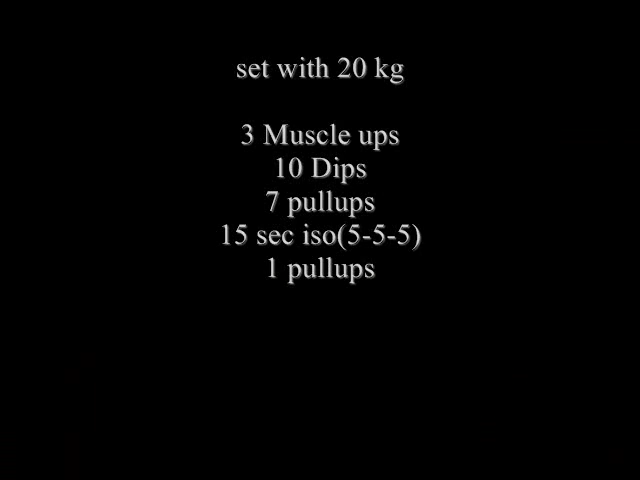 set with 20 kg
3 Muscle ups
10 Dips
7 pullups
15 sec iso(5-5-5)
1 pullups